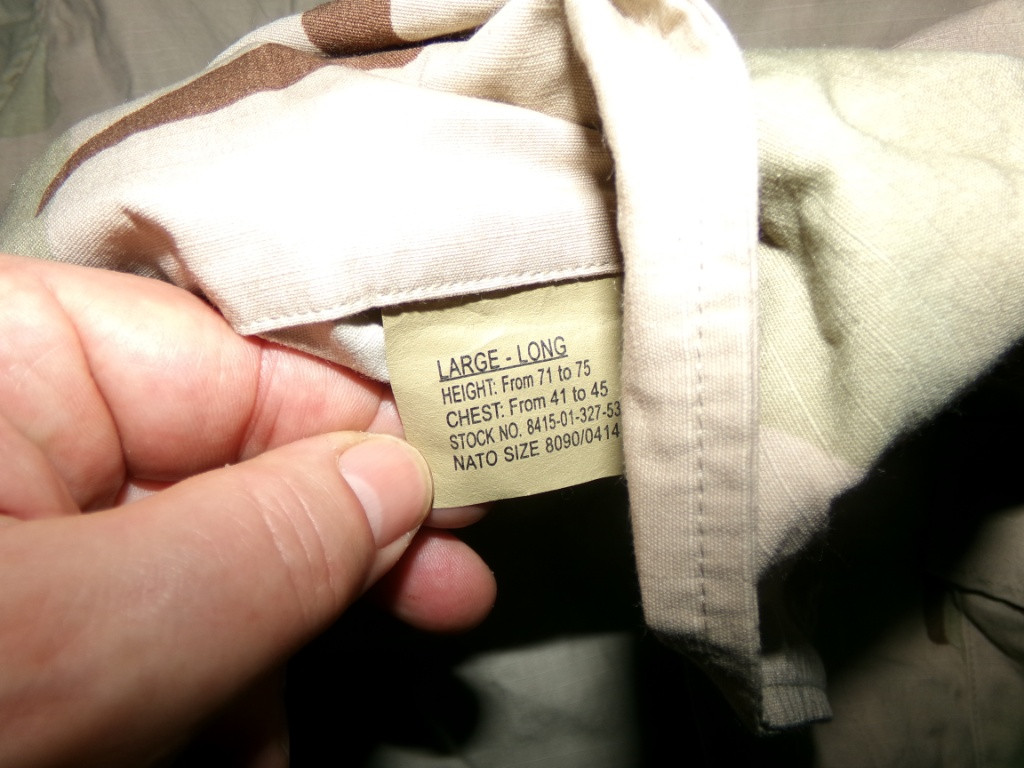 LARGE - LONG
HEIGHT: From 71 to 75
CHEST: From 41 to 45
STOCK NO. 8415-01-327-53
NATO SIZE 8090/0414